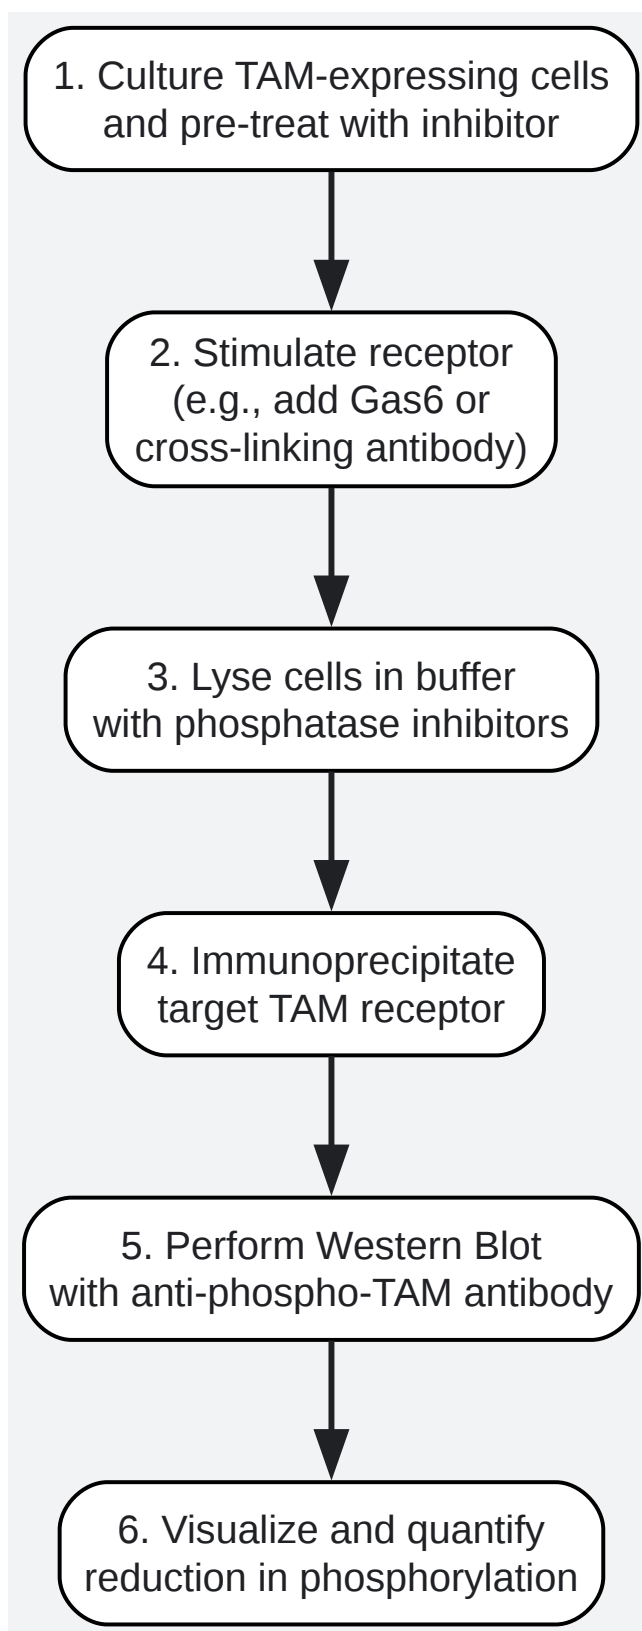 1. Culture TAM-expressing cells
and pre-treat with inhibitor
2. Stimulate receptor
(e.g., add Gas6 or
cross-linking antibody)
3. Lyse cells in buffer
with phosphatase inhibitors
4. Immunoprecipitate
target TAM receptor
5. Perform Western Blot
with anti-phospho-TAM antibody
6. Visualize and quantify
reduction in phosphorylation